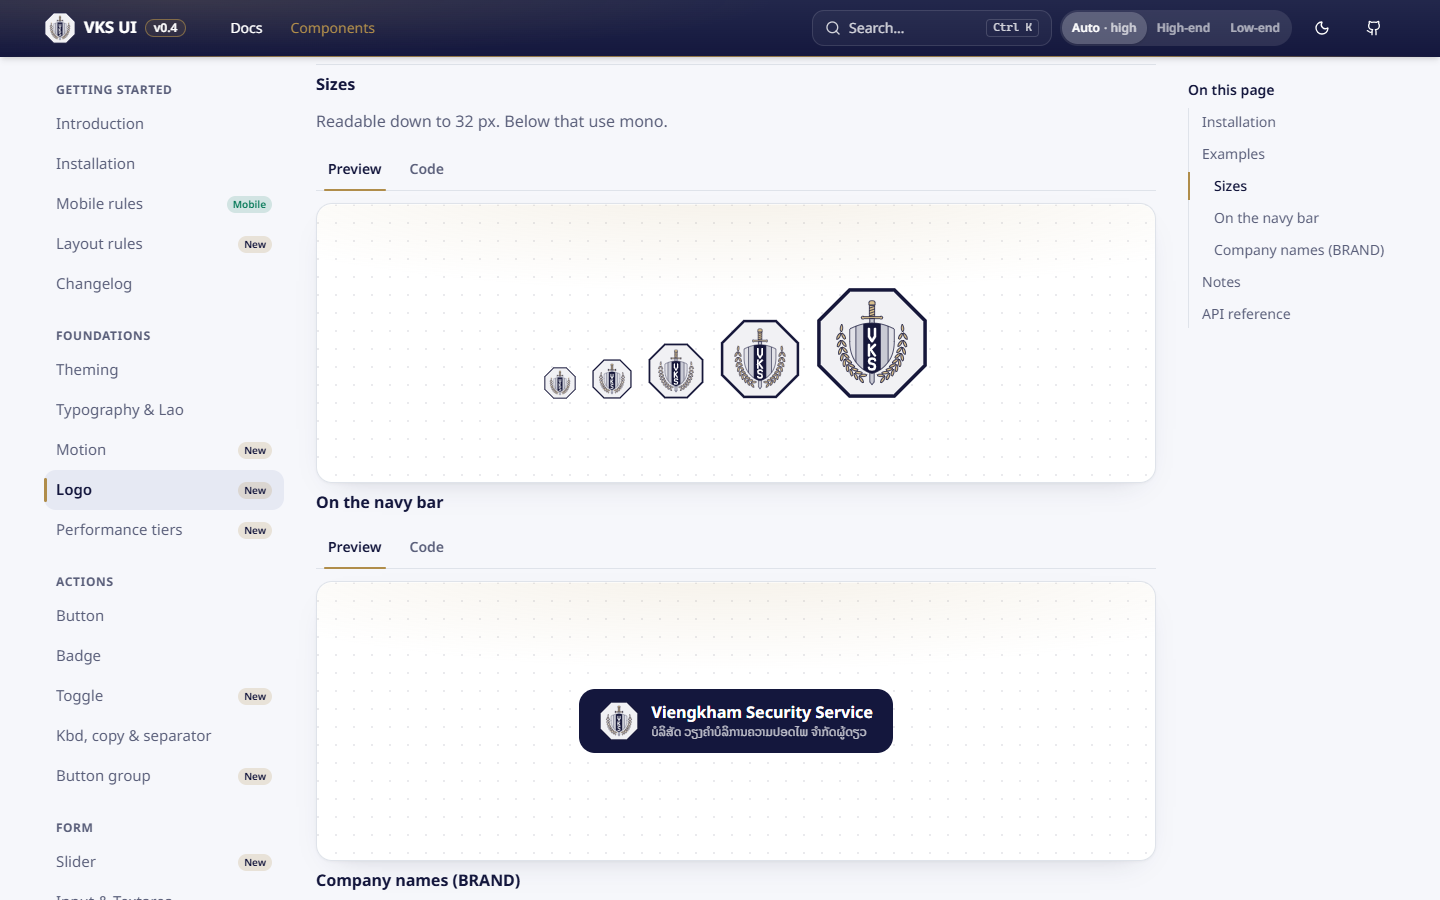 VKS UI v0.4 Docs Components Search... Ctrl K Auto · high High-end Low-end
GETTING STARTED
Introduction
Installation
Mobile rules Mobile
Layout rules New
Changelog
FOUNDATIONS
Theming
Typography & Lao
Motion New
Logo New
Performance tiers New
ACTIONS
Button
Badge
Toggle New
Kbd, copy & separator
Button group New
FORM
Slider New
Sizes
Readable down to 32 px. Below that use mono.
Preview Code
VKS VKS VKS VKS VKS
On the navy bar
Preview Code
VKS
Viengkham Security Service
ບໍລິສັດ ວຽງຄຳບໍລິການຄວາມປອດໄພ ຈຳກັດຜູ້ດຽວ
Company names (BRAND)
On this page
Installation
Examples
Sizes
On the navy bar
Company names (BRAND)
Notes
API reference